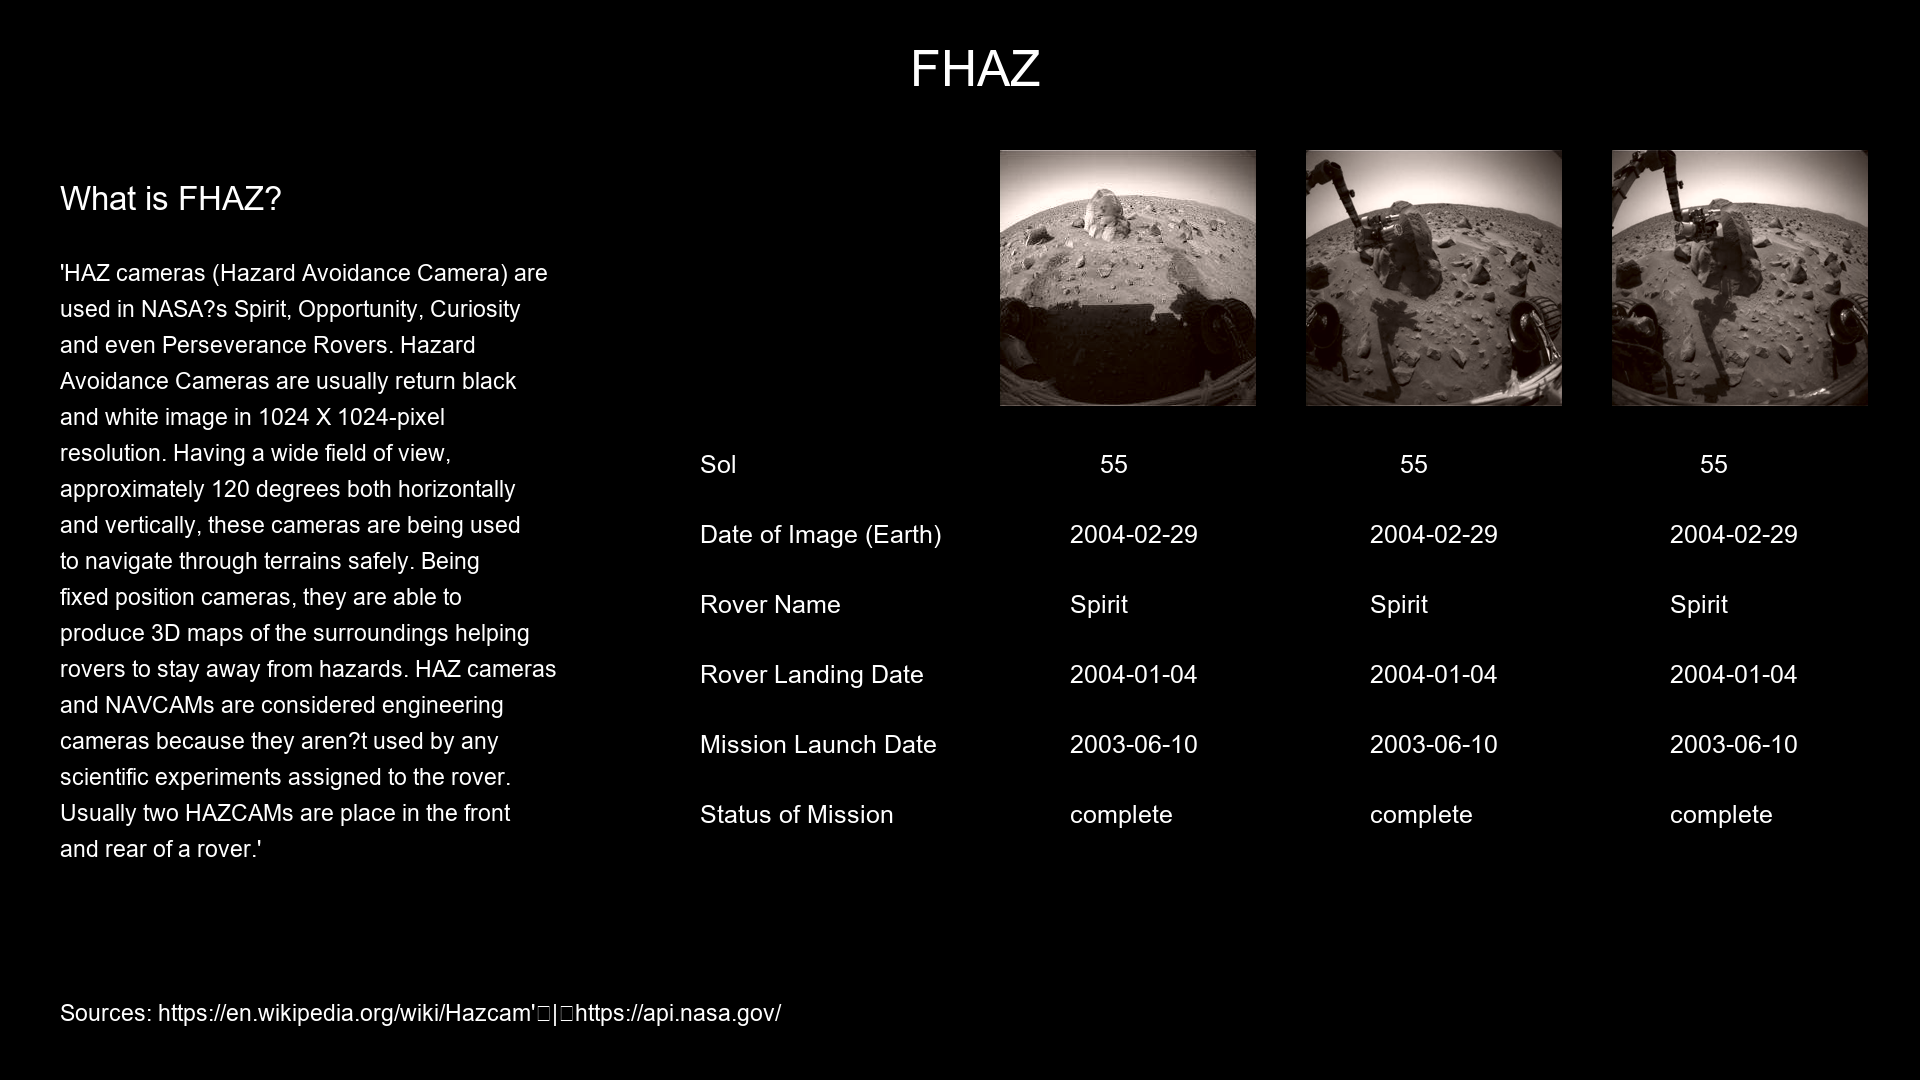 FHAZ
What is FHAZ?
'HAZ cameras (Hazard Avoidance Camera) are
used in NASA?s Spirit, Opportunity, Curiosity
and even Perseverance Rovers. Hazard
Avoidance Cameras are usually return black
and white image in 1024 X 1024-pixel
resolution. Having a wide field of view,
approximately 120 degrees both horizontally
and vertically, these cameras are being used
to navigate through terrains safely. Being
fixed position cameras, they are able to
produce 3D maps of the surroundings helping
rovers to stay away from hazards. HAZ cameras
and NAVCAMs are considered engineering
cameras because they aren?t used by any
scientific experiments assigned to the rover.
Usually two HAZCAMs are place in the front
and rear of a rover.'
Sol 55 55 55
Date of Image (Earth) 2004-02-29 2004-02-29 2004-02-29
Rover Name Spirit Spirit Spirit
Rover Landing Date 2004-01-04 2004-01-04 2004-01-04
Mission Launch Date 2003-06-10 2003-06-10 2003-06-10
Status of Mission complete complete complete
Sources: https://en.wikipedia.org/wiki/Hazcam'□|□https://api.nasa.gov/